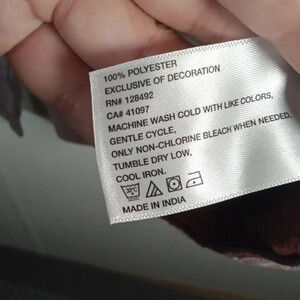 100% POLYESTER
EXCLUSIVE OF DECORATION
RN# 128492
CA# 41097
MACHINE WASH COLD WITH LIKE COLORS,
GENTLE CYCLE,
ONLY NON-CHLORINE BLEACH WHEN NEEDED,
TUMBLE DRY LOW,
COOL IRON.
MADE IN INDIA